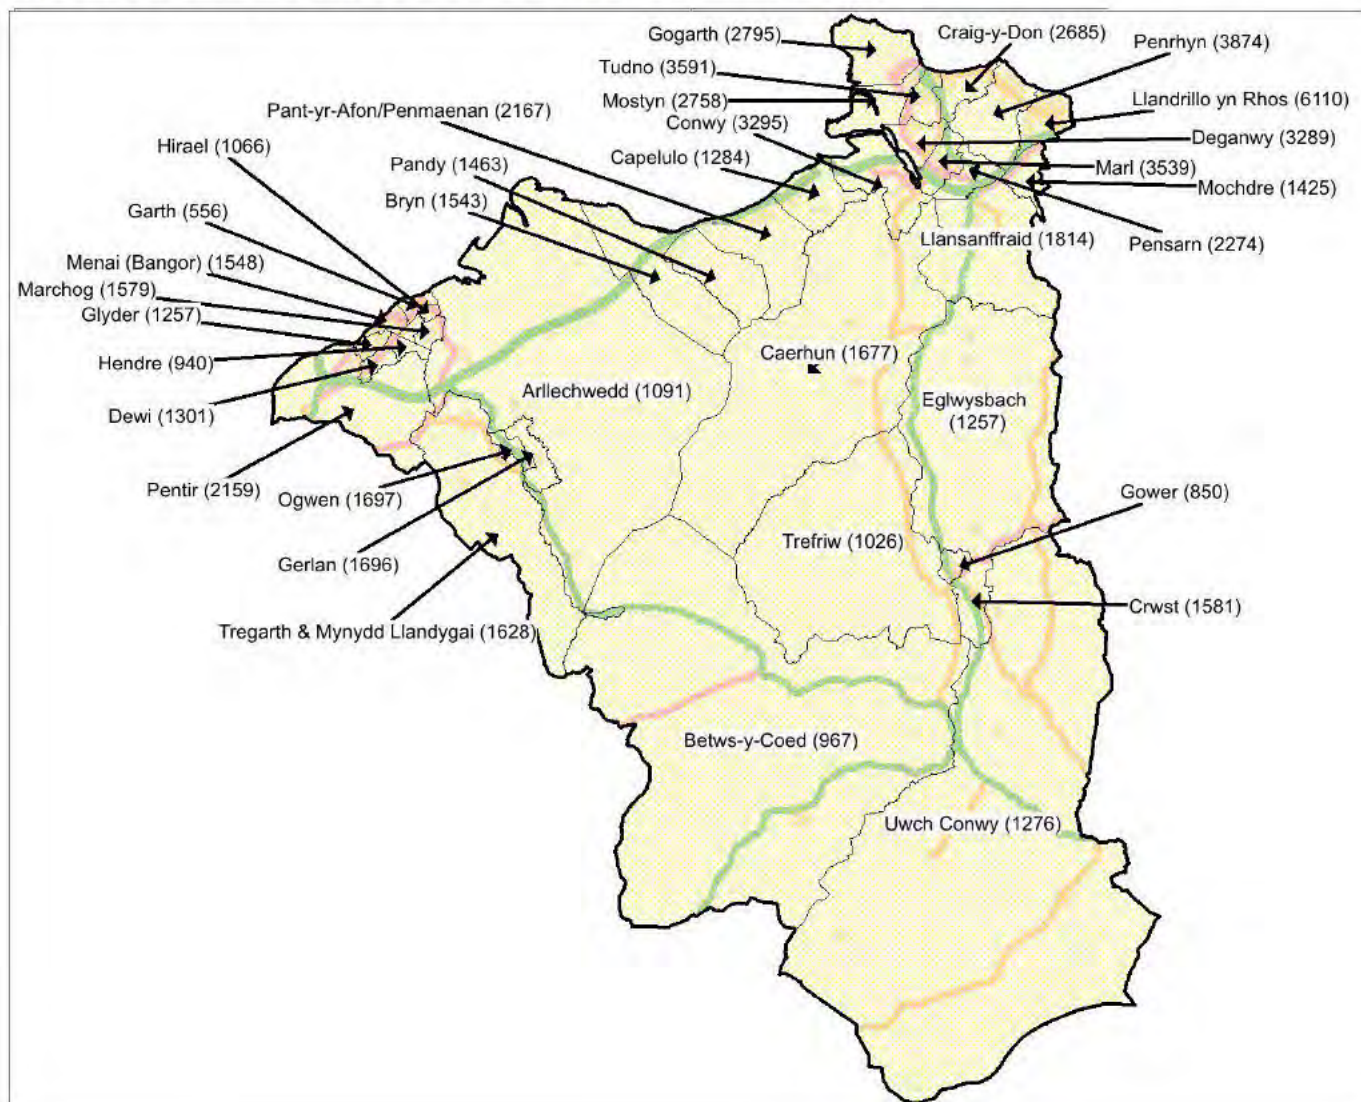 Gogarth (2795)
Craig-y-Don (2685)
Penrhyn (3874)
Tudno (3591)
Mostyn (2758)
Llandrillo yn Rhos (6110)
Pant-yr-Afon/Penmaenan (2167)
Conwy (3295)
Deganwy (3289)
Hirael (1066)
Pandy (1463)
Capelulo (1284)
Marl (3539)
Mochdre (1425)
Bryn (1543)
Garth (556)
Llansanffraid (1814)
Pensarn (2274)
Menai (Bangor) (1548)
Marchog (1579)
Glyder (1257)
Hendre (940)
Caerhun (1677)
Arllechwedd (1091)
Eglwysbach
(1257)
Dewi (1301)
Pentir (2159)
Ogwen (1697)
Gower (850)
Trefriw (1026)
Gerlan (1696)
Crwst (1581)
Tregarth & Mynydd Llandygai (1628)
Betws-y-Coed (967)
Uwch Conwy (1276)